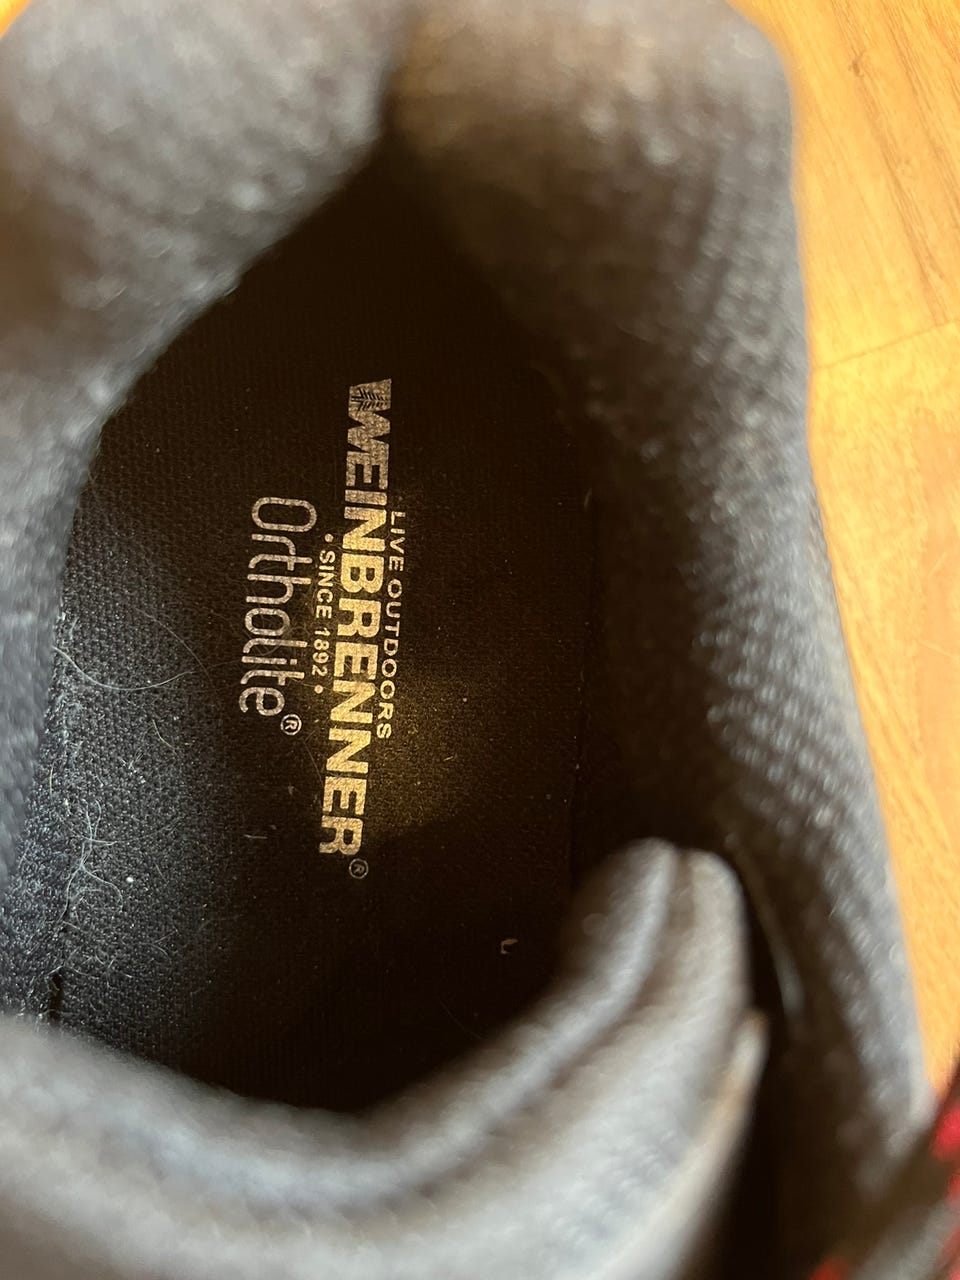 LIVE OUTDOORS
WEINBRENNER®
• SINCE 1892 •
Ortholite®